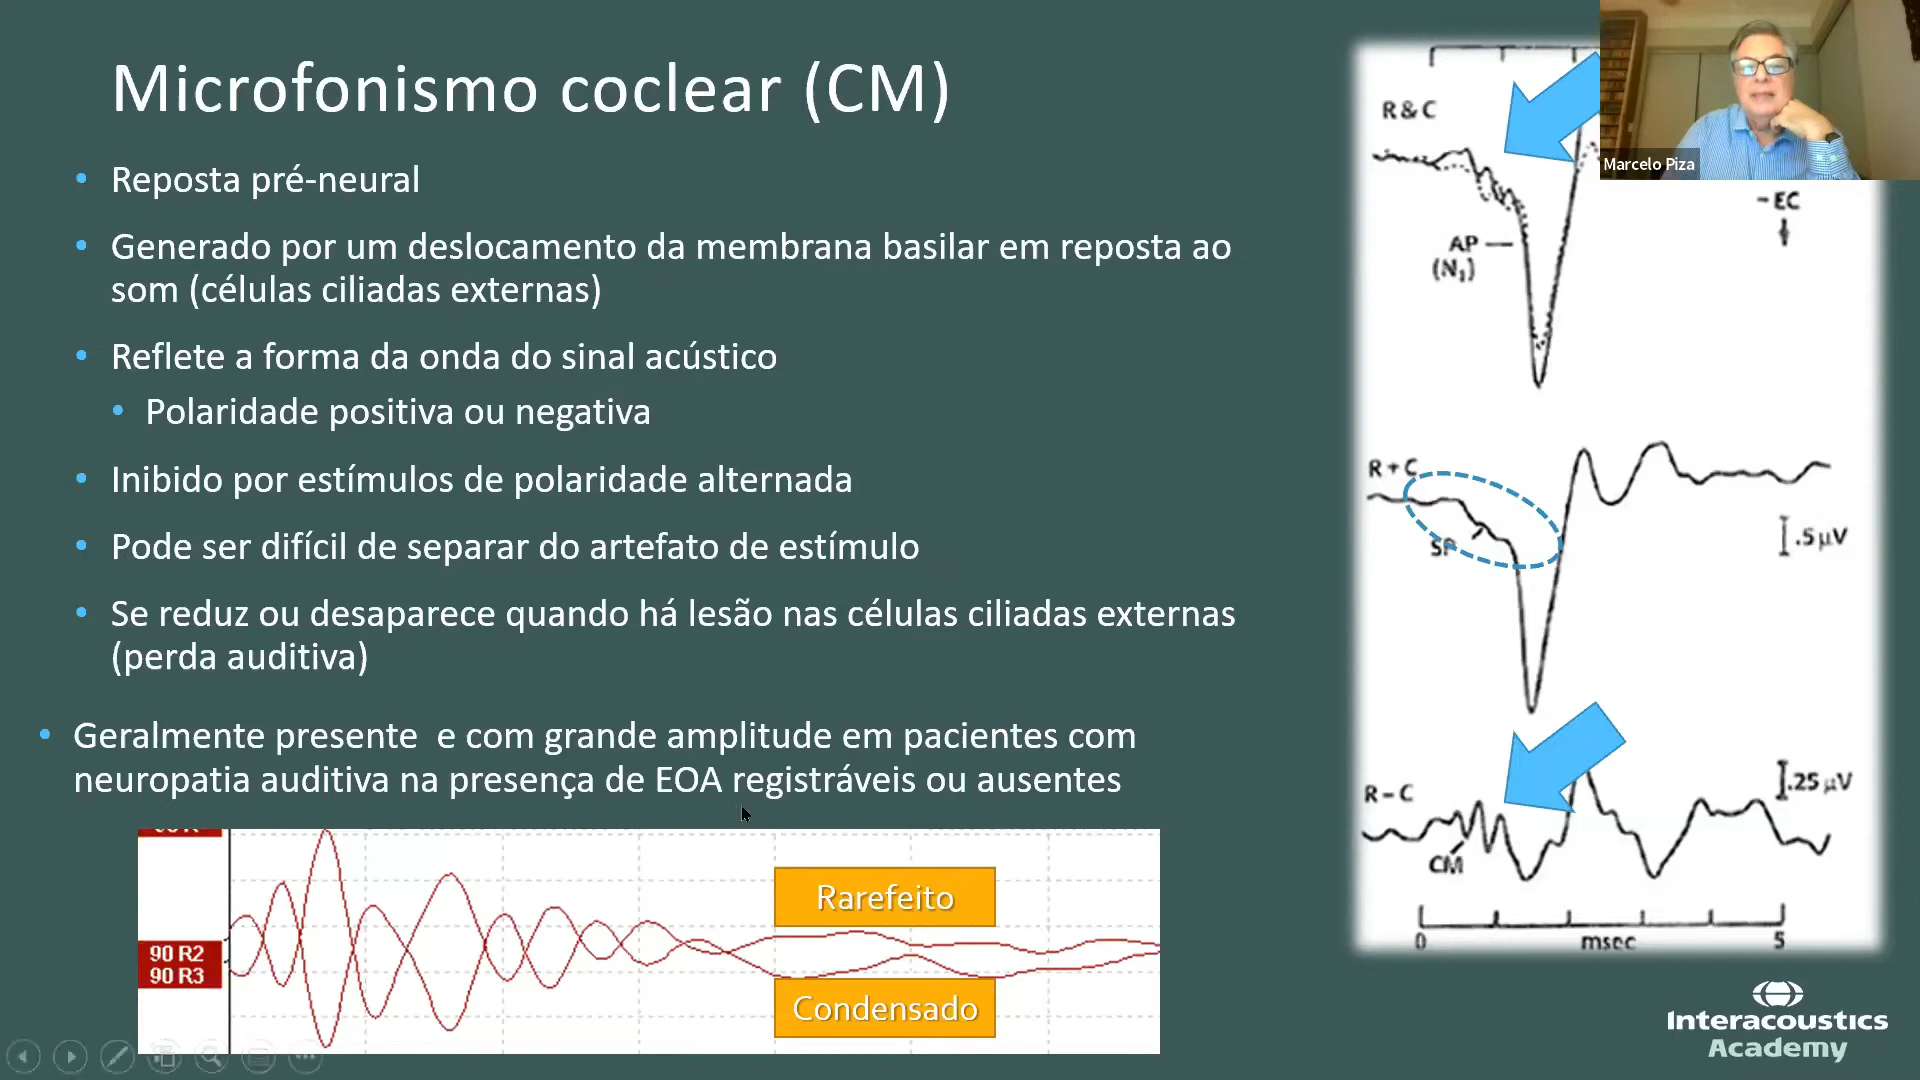 Microfonismo coclear (CM)
Reposta pré-neural
Generado por um deslocamento da membrana basilar em reposta ao
som (células ciliadas externas)
Reflete a forma da onda do sinal acústico
Polaridade positiva ou negativa
Inibido por estímulos de polaridade alternada
Pode ser difícil de separar do artefato de estímulo
Se reduz ou desaparece quando há lesão nas células ciliadas externas
(perda auditiva)
Geralmente presente e com grande amplitude em pacientes com
neuropatia auditiva na presença de EOA registráveis ou ausentes
90 R2
90 R3
Rarefeito
Condensado
R & C
AP
(N₁)
-EC
R + C
SP
.5 μV
R - C
CM
.25 μV
0 msec 5
Marcelo Piza
Interacoustics
Academy